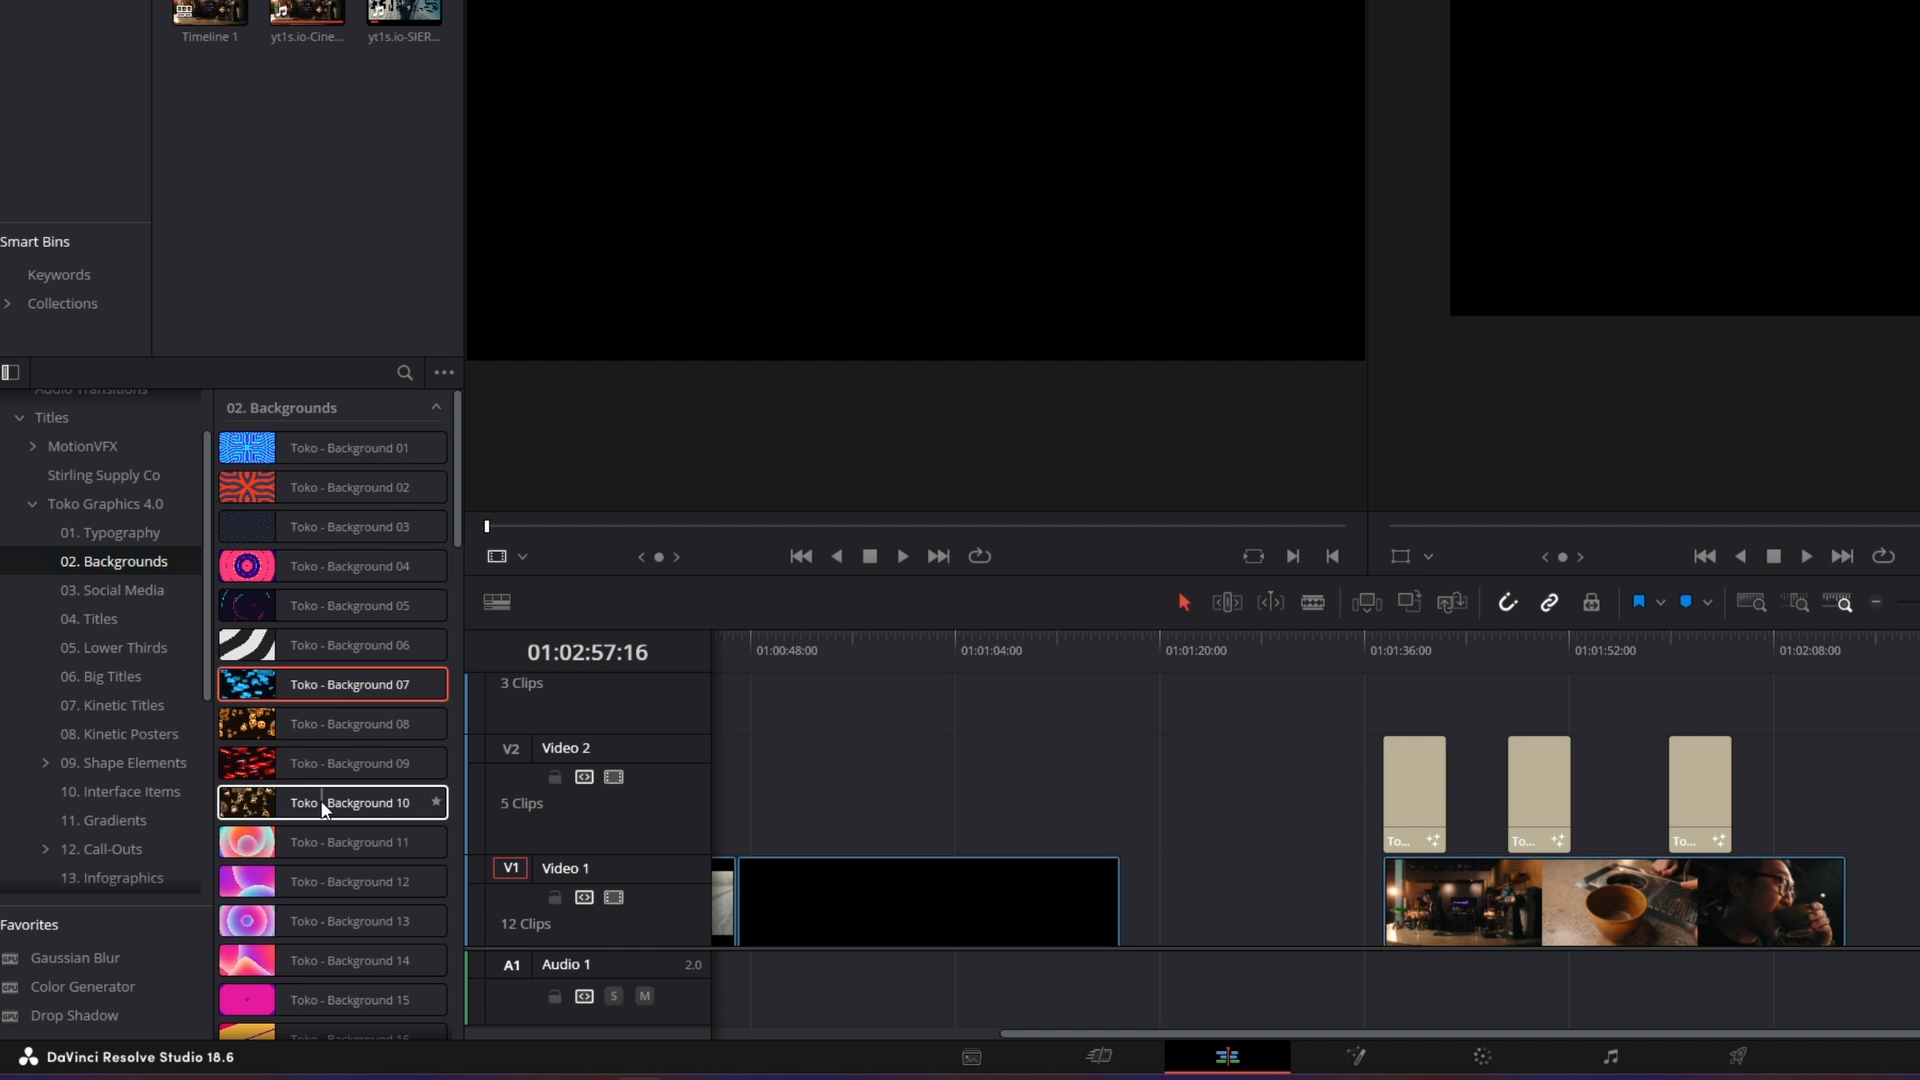 Timeline 1
yt1s.io-Cine...
yt1s.io-SIER...
Smart Bins
Keywords
Collections
Audio Transitions
Titles
MotionVFX
Stirling Supply Co
Toko Graphics 4.0
01. Typography
02. Backgrounds
03. Social Media
04. Titles
05. Lower Thirds
06. Big Titles
07. Kinetic Titles
08. Kinetic Posters
09. Shape Elements
10. Interface Items
11. Gradients
12. Call-Outs
13. Infographics
Favorites
Gaussian Blur
Color Generator
Drop Shadow
02. Backgrounds
Toko - Background 01
Toko - Background 02
Toko - Background 03
Toko - Background 04
Toko - Background 05
Toko - Background 06
Toko - Background 07
Toko - Background 08
Toko - Background 09
Toko - Background 10
Toko - Background 11
Toko - Background 12
Toko - Background 13
Toko - Background 14
Toko - Background 15
Toko - Background 16
01:02:57:16
01:00:48:00
01:01:04:00
01:01:20:00
01:01:36:00
01:01:52:00
01:02:08:00
3 Clips
V2 Video 2
5 Clips
To...
To...
To...
V1 Video 1
12 Clips
A1 Audio 1 2.0
S M
DaVinci Resolve Studio 18.6